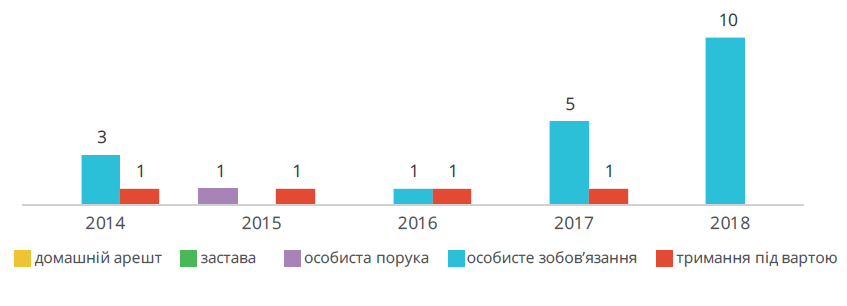 10
5
3
1 1 1 1 1 1
2014 2015 2016 2017 2018
домашній арешт застава особиста порука особисте зобов’язання тримання під вартою